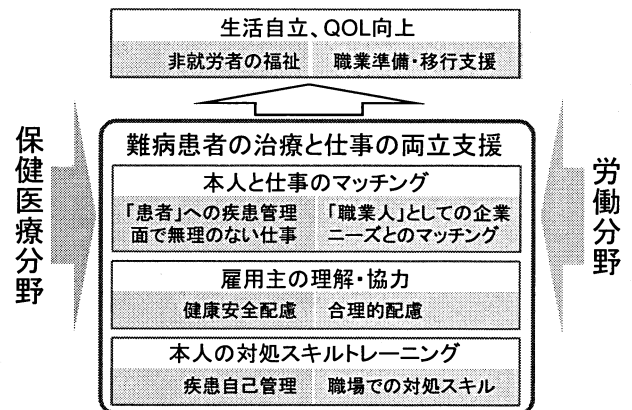 生活自立、QOL向上
非就労者の福祉
職業準備・移行支援
保健医療分野
難病患者の治療と仕事の両立支援
本人と仕事のマッチング
「患者」への疾患管理
面で無理のない仕事
「職業人」としての企業
ニーズとのマッチング
雇用主の理解・協力
健康安全配慮
合理的配慮
本人の対処スキルトレーニング
疾患自己管理
職場での対処スキル
労働分野